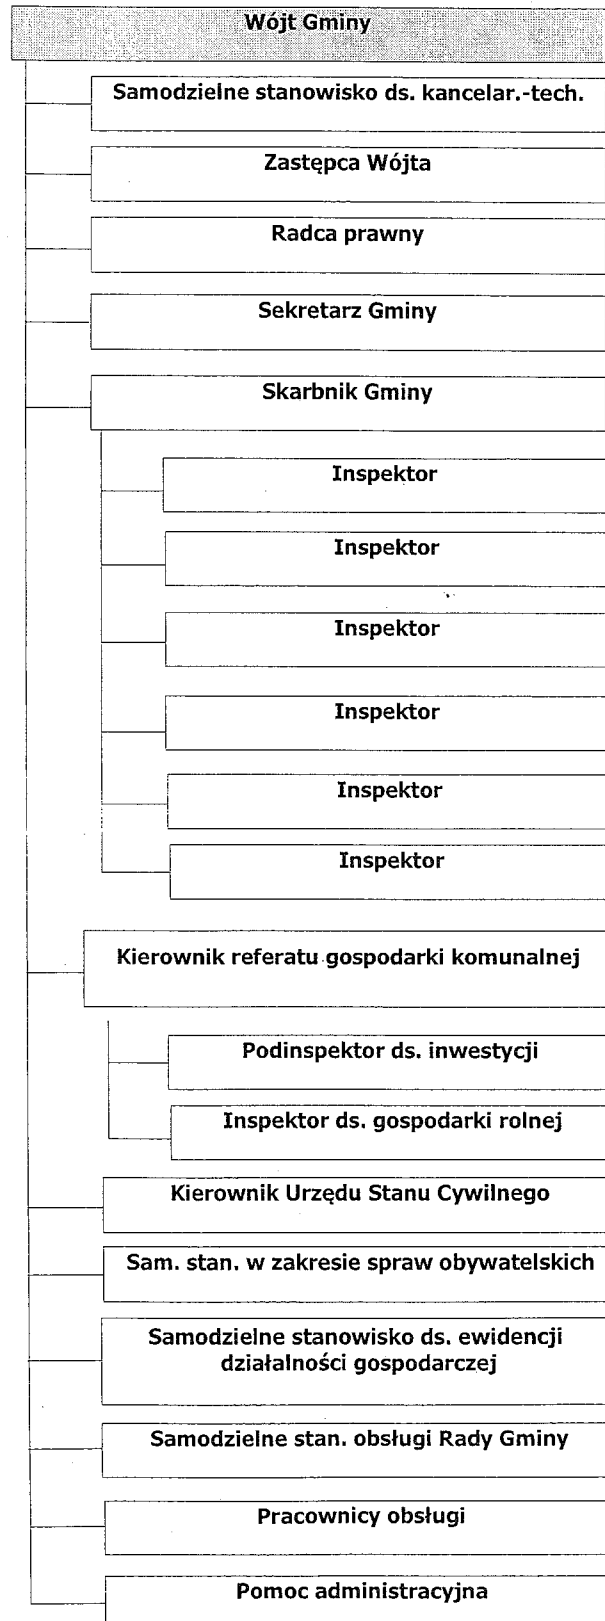 Wójt Gminy
Samodzielne stanowisko ds. kancelar.-tech.
Zastępca Wójta
Radca prawny
Sekretarz Gminy
Skarbnik Gminy
Inspektor
Inspektor
Inspektor
Inspektor
Inspektor
Inspektor
Kierownik referatu gospodarki komunalnej
Podinspektor ds. inwestycji
Inspektor ds. gospodarki rolnej
Kierownik Urzędu Stanu Cywilnego
Sam. stan. w zakresie spraw obywatelskich
Samodzielne stanowisko ds. ewidencji
działalności gospodarczej
Samodzielne stan. obsługi Rady Gminy
Pracownicy obsługi
Pomoc administracyjna